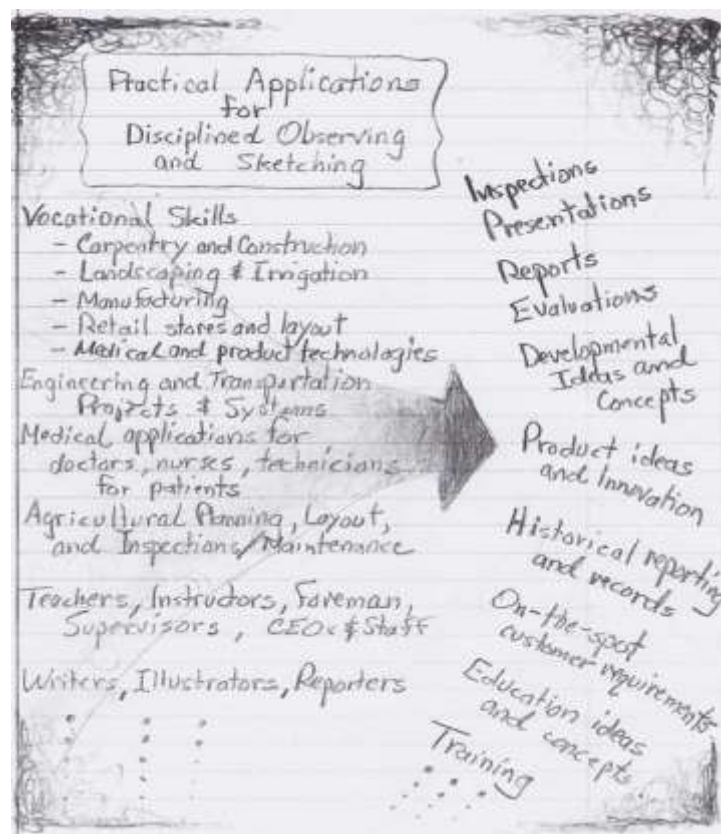 Practical Applications
for
Disciplined Observing
and Sketching
Vocational Skills
- Carpentry and Construction
- Landscaping & Irrigation
- Manufacturing
- Retail stores and layout
- Medical and product technologies
Engineering and Transportation
Projects & Systems
Medical applications for
doctors, nurses, technicians
for patients
Agricultural Planning, Layout,
and Inspections/Maintenance
Teachers, Instructors, Foreman,
Supervisors, CEOs & Staff
Writers, Illustrators, Reporters
Inspections
Presentations
Reports
Evaluations
Developmental
Ideas and
Concepts
Product ideas
and Innovation
Historical reporting
and records
On-the-spot
customer requirements
Education ideas
and concepts
Training